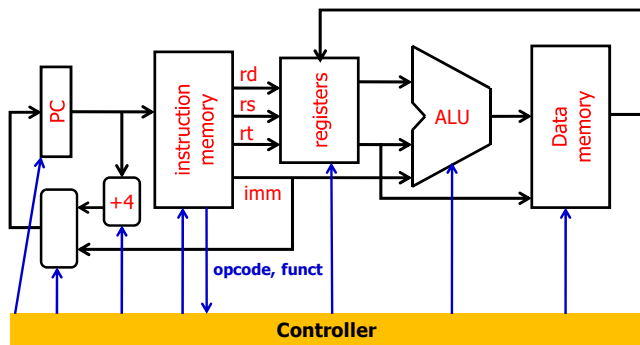 PC
instruction
memory
rd
rs
rt
imm
registers
ALU
Data
memory
+4
opcode, funct
Controller